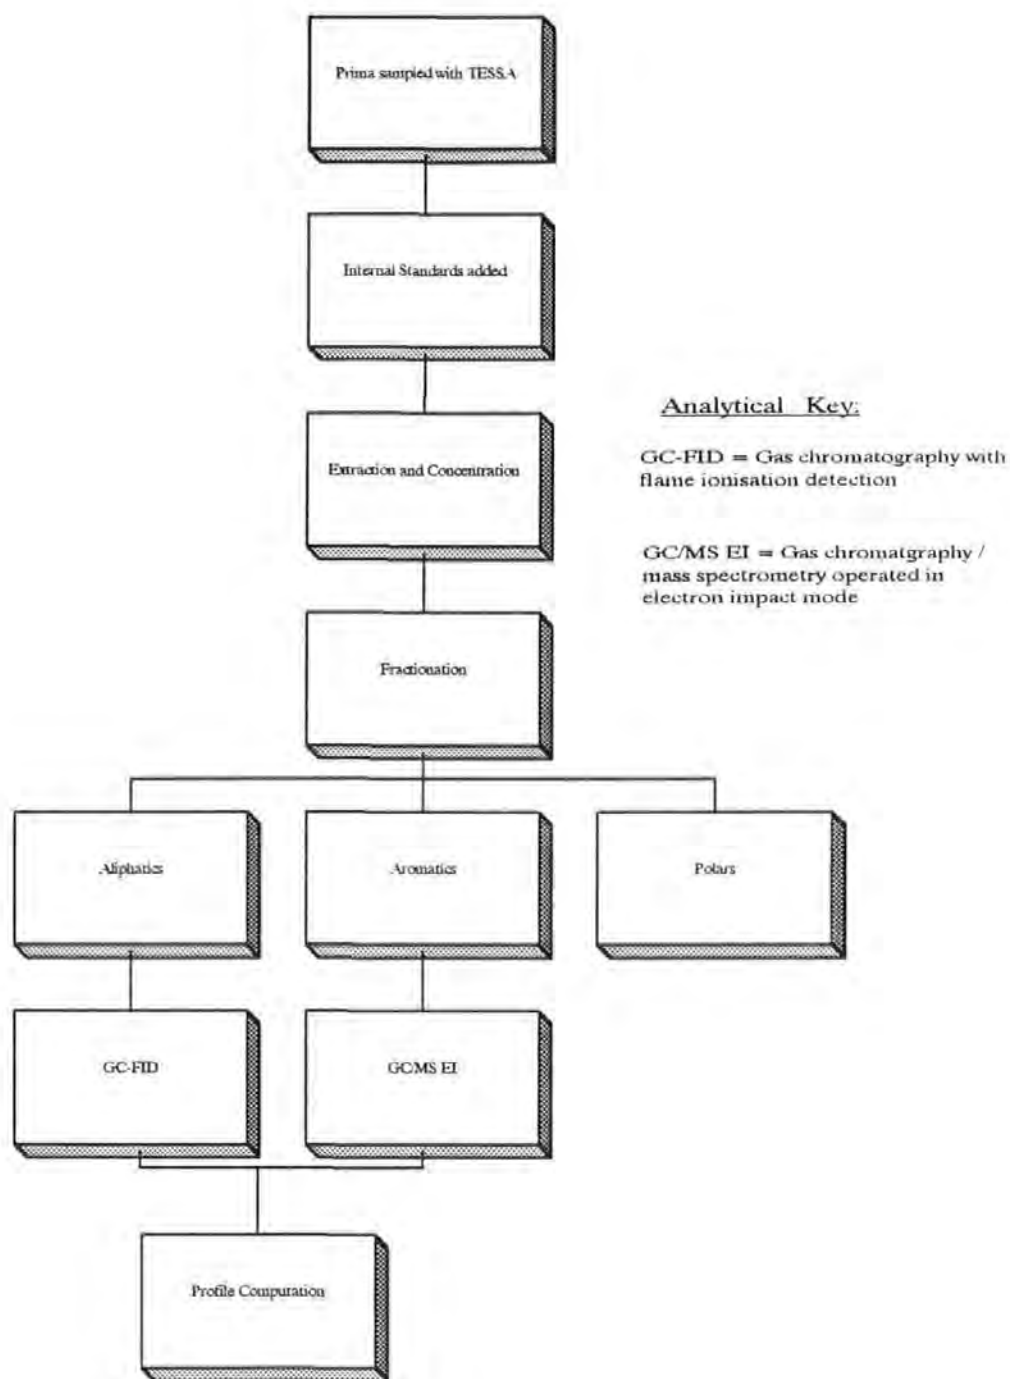 Prima sampled with TESSA
Internal Standards added
Extraction and Concentration
Analytical Key:
GC-FID = Gas chromatography with
flame ionisation detection
GC/MS EI = Gas chromatgraphy /
mass spectrometry operated in
electron impact mode
Fractionation
Aliphatics
Aromatics
Polars
GC-FID
GC/MS EI
Profile Computation